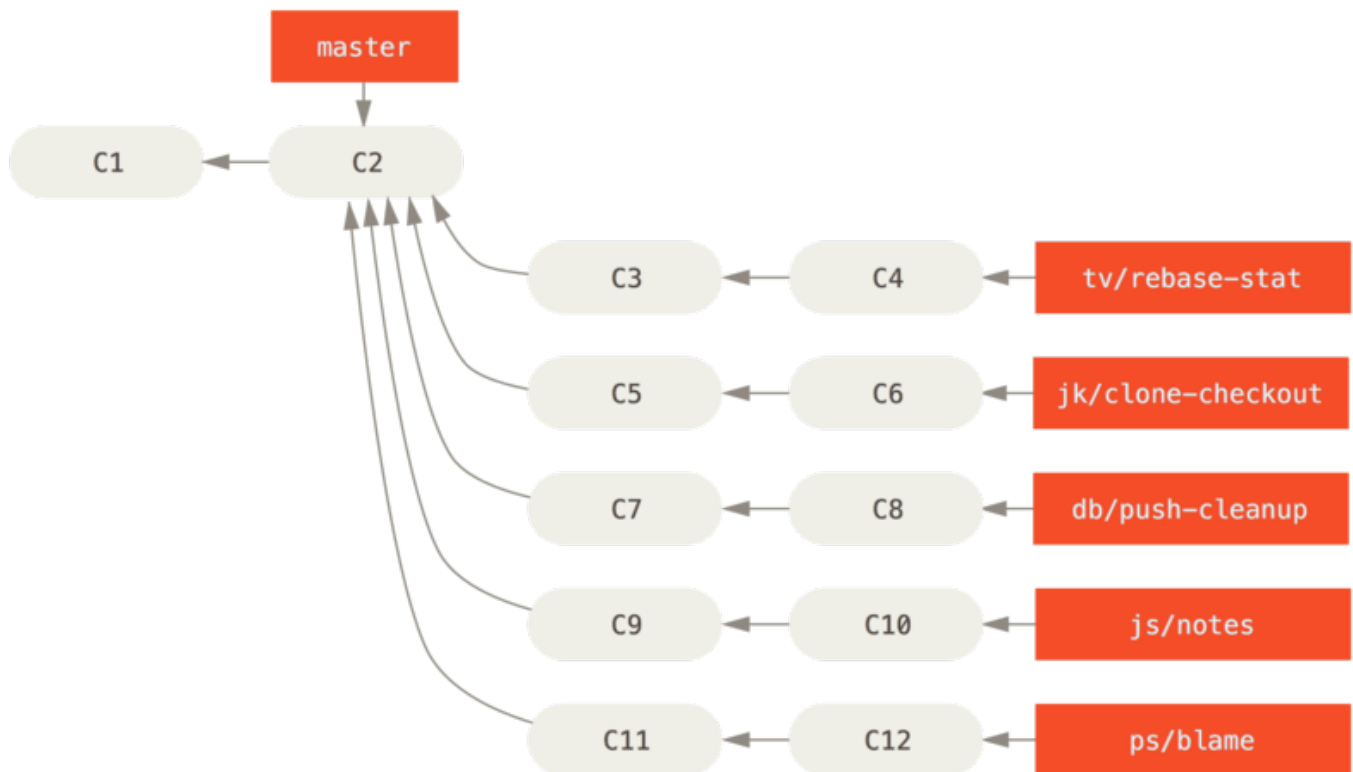 master
C1 C2
C3 C4 tv/rebase-stat
C5 C6 jk/clone-checkout
C7 C8 db/push-cleanup
C9 C10 js/notes
C11 C12 ps/blame